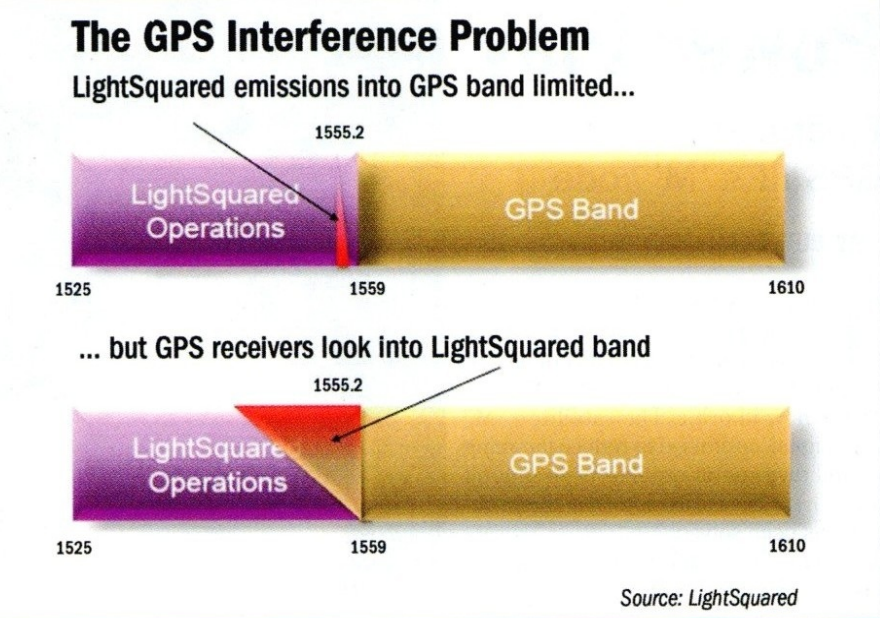 The GPS Interference Problem
LightSquared emissions into GPS band limited...
1555.2
LightSquared
Operations
GPS Band
1525
1559
1610
... but GPS receivers look into LightSquared band
1555.2
LightSquared
Operations
GPS Band
1525
1559
1610
Source: LightSquared